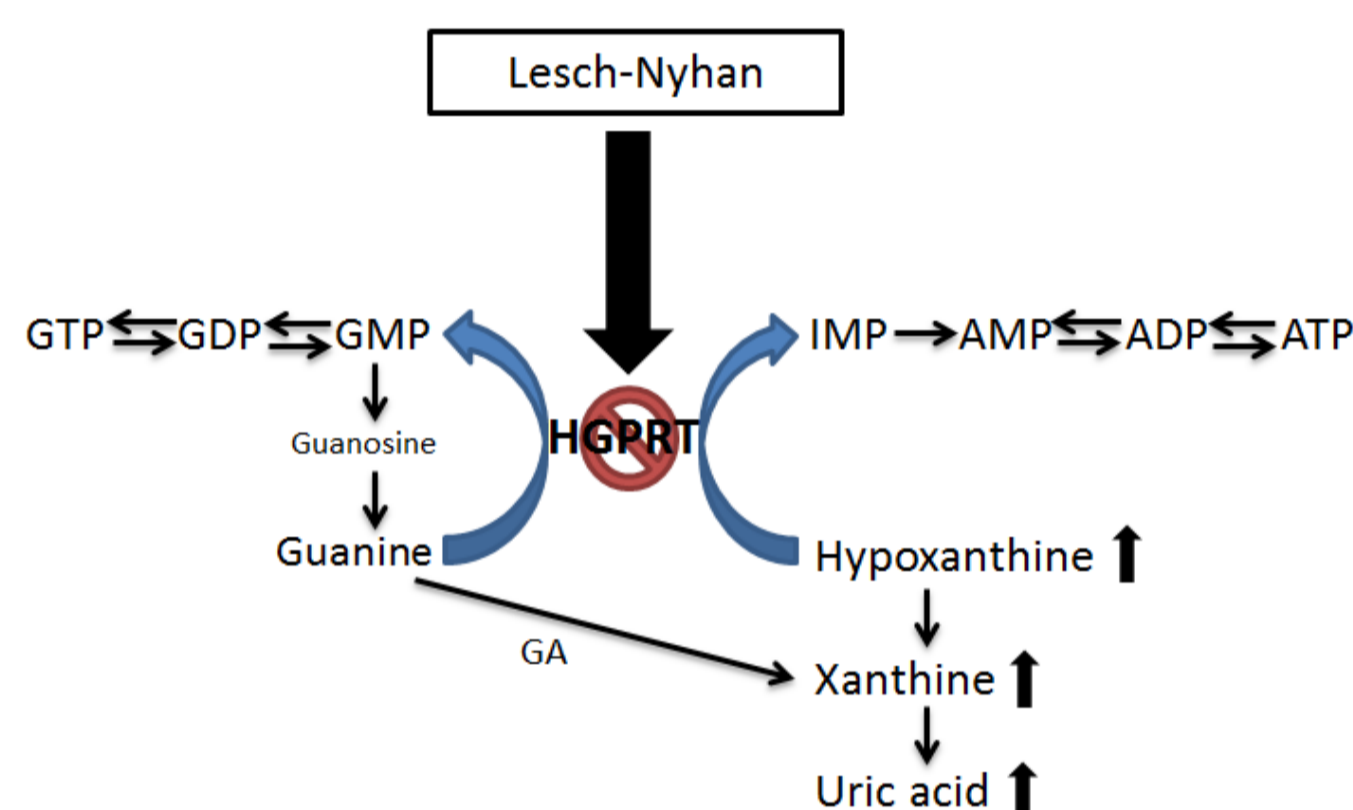 Lesch-Nyhan
GTP GDP GMP IMP AMP ADP ATP
HGPRT
Guanosine
Guanine Hypoxanthine
GA
Xanthine
Uric acid